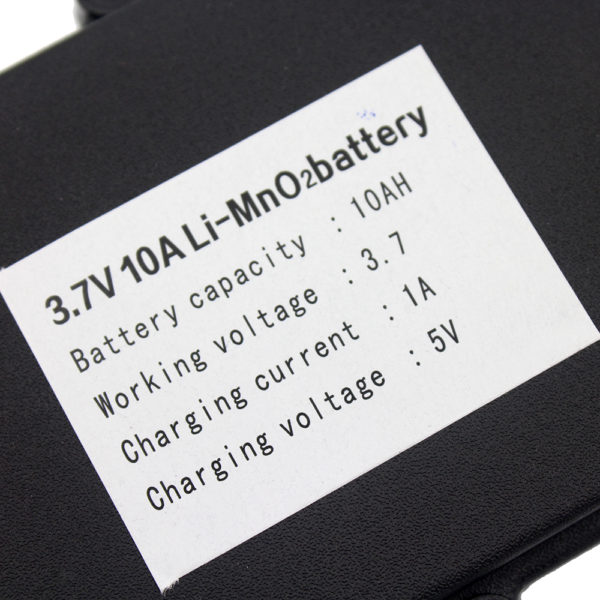 3.7V 10A Li-MnO₂battery
Battery capacity : 10AH
Working voltage : 3.7
Charging current : 1A
Charging voltage : 5V